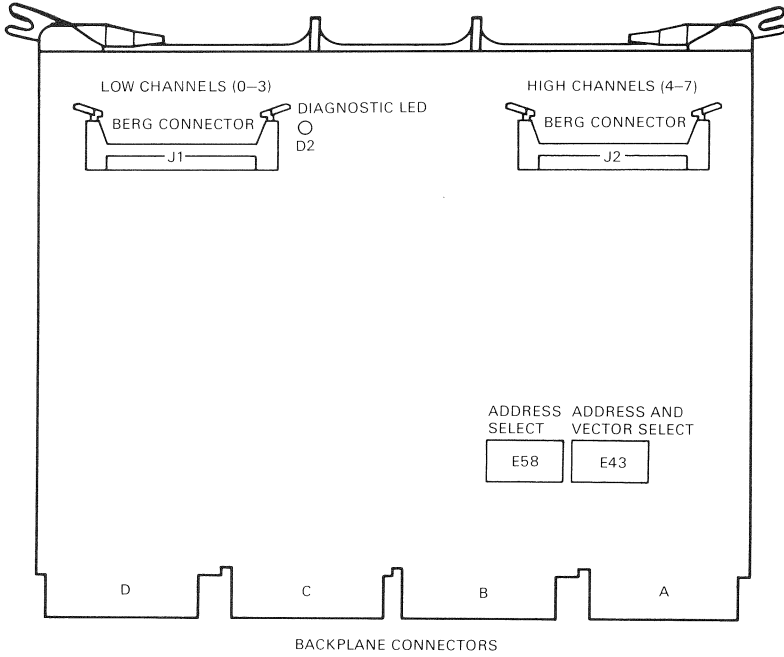 LOW CHANNELS (0–3)
BERG CONNECTOR
J1
DIAGNOSTIC LED
D2
HIGH CHANNELS (4–7)
BERG CONNECTOR
J2
ADDRESS
SELECT
E58
ADDRESS AND
VECTOR SELECT
E43
D
C
B
A
BACKPLANE CONNECTORS